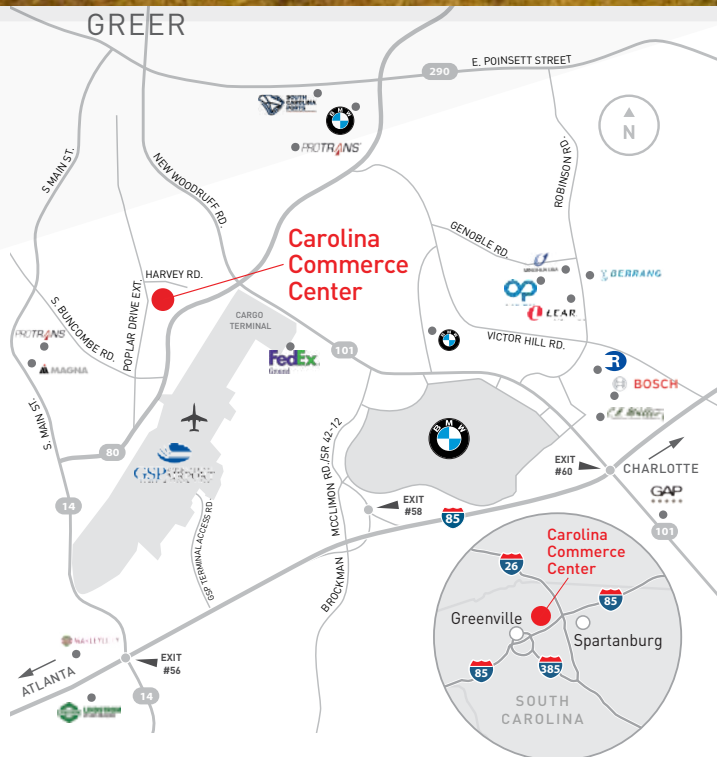 GREER
E. POINSETT STREET
290
SOUTH
CAROLINA
PORTS
BMW
N
PROTRANS
S MAIN ST.
NEW WOODRUFF RD.
ROBINSON RD.
GENOBLE RD.
Carolina
Commerce
Center
HARVEY RD.
POPLAR DRIVE EXT.
S. BUNCOMBE RD.
BERRANG
LEAR
CARGO
TERMINAL
PROTRANS
MAGNA
FedEx
Ground
101
BMW
VICTOR HILL RD.
R
BOSCH
S. MAIN ST.
80
GSP
BMW
EXIT
#60
CHARLOTTE
GAP
14
MCCLIMON RD./SR 42-12
EXIT
#58
85
101
GSP TERMINAL ACCESS RD.
BROCKMAN
Carolina
Commerce
Center
26
85
Greenville
Spartanburg
385
85
SOUTH
CAROLINA
EXIT
#56
ATLANTA
14